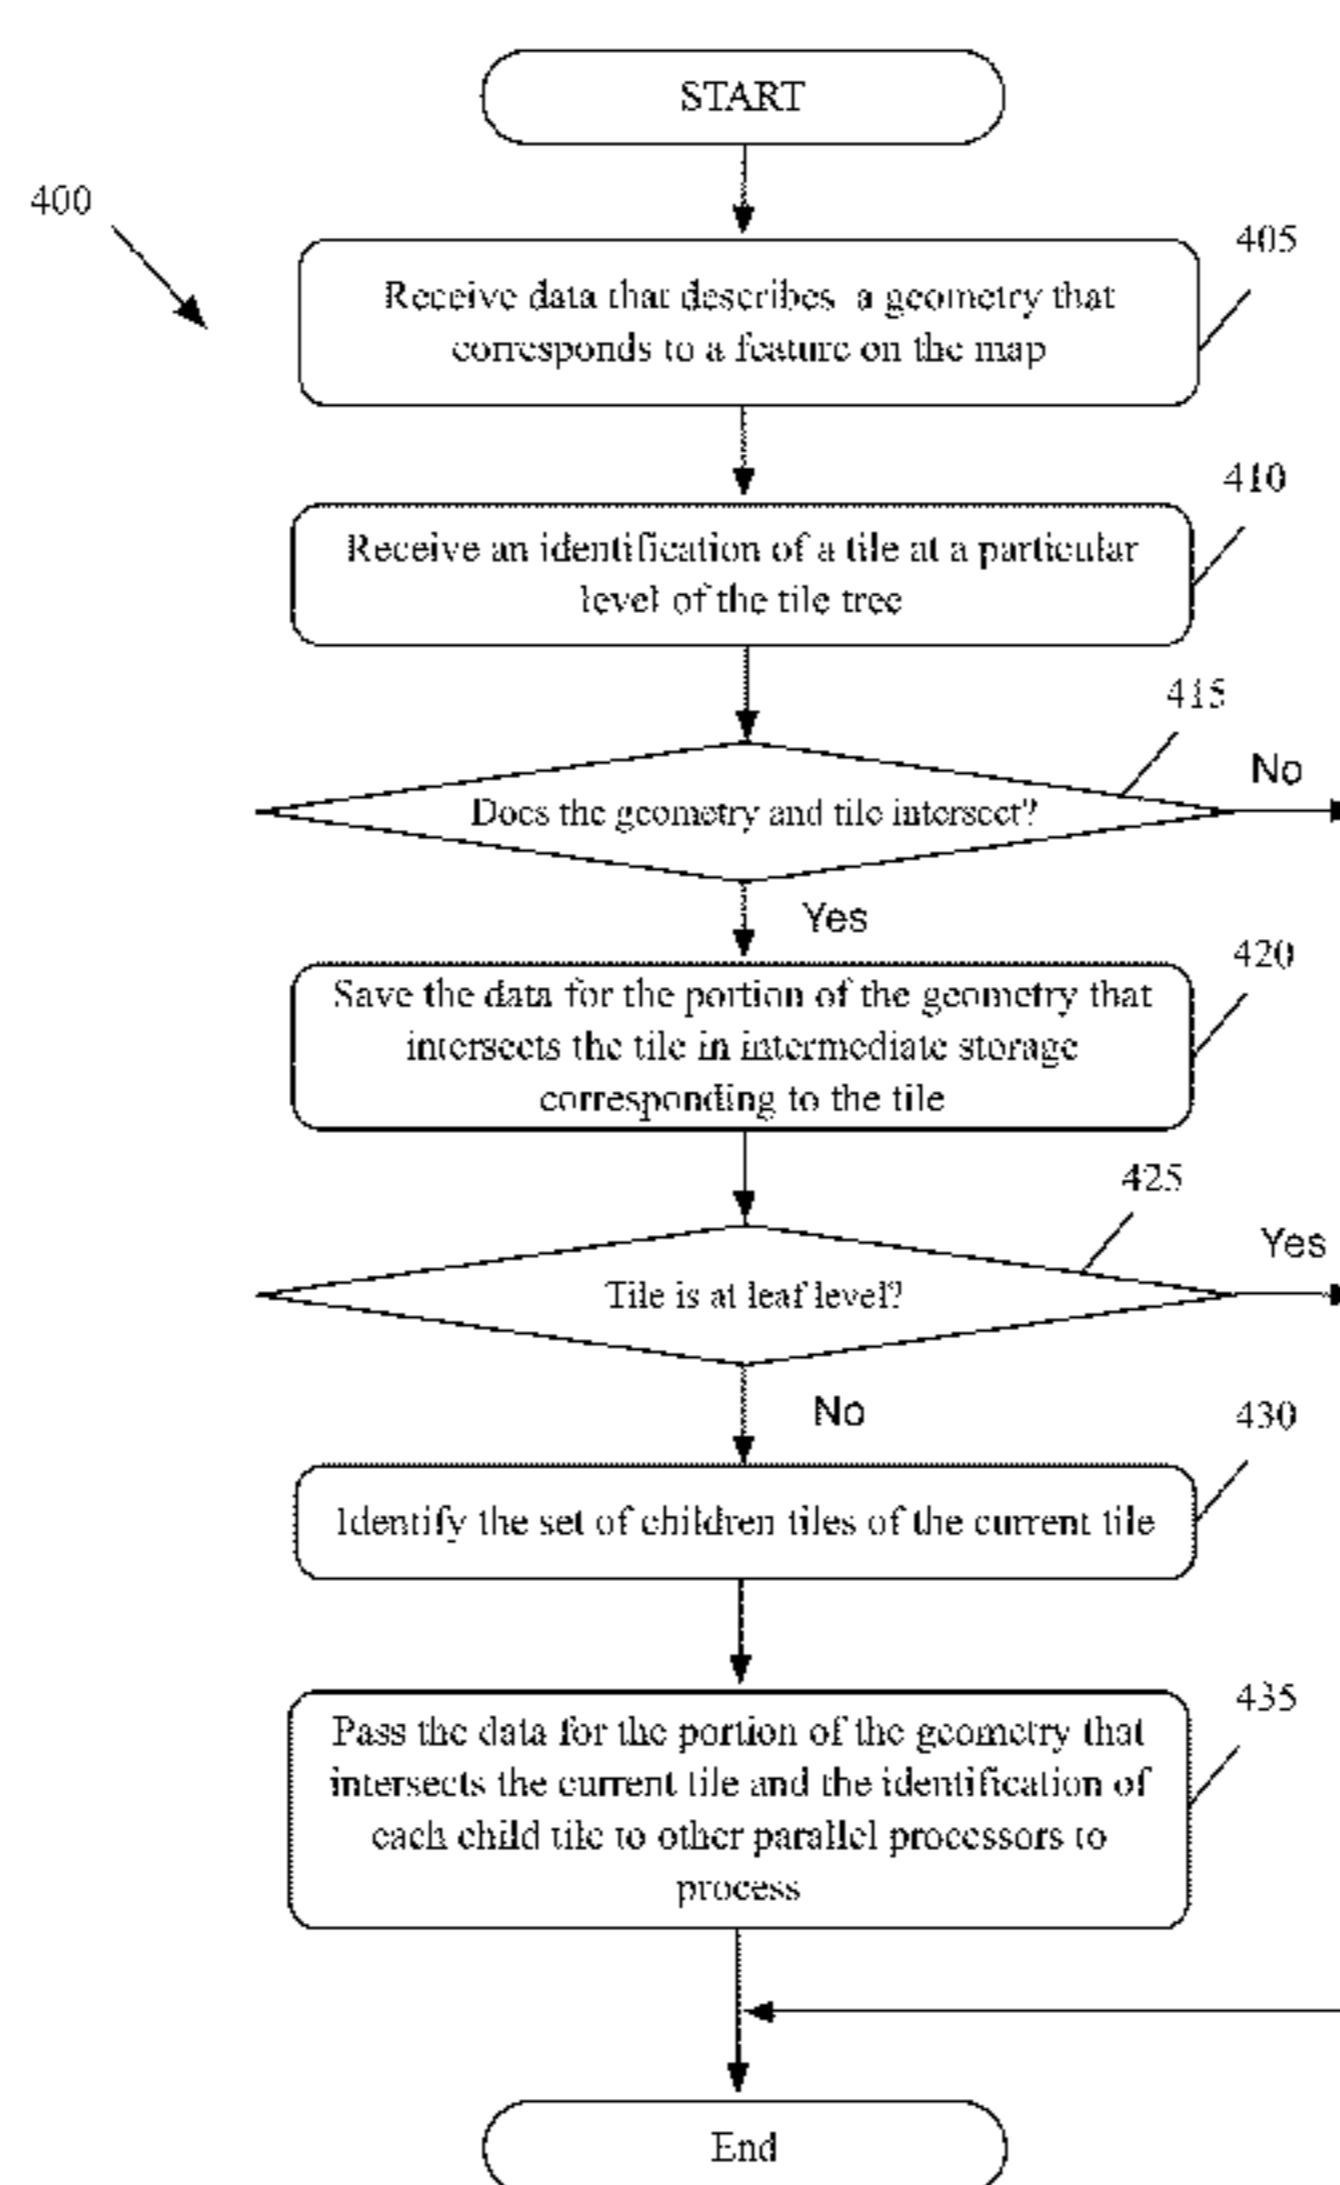 START
400
405
Receive data that describes a geometry that
corresponds to a feature on the map
410
Receive an identification of a tile at a particular
level of the tile tree
415
No
Does the geometry and tile intersect?
Yes
420
Save the data for the portion of the geometry that
intersects the tile in intermediate storage
corresponding to the tile
425
Yes
Tile is at leaf level?
No
430
Identify the set of children tiles of the current tile
435
Pass the data for the portion of the geometry that
intersects the current tile and the identification of
each child tile to other parallel processors to
process
End